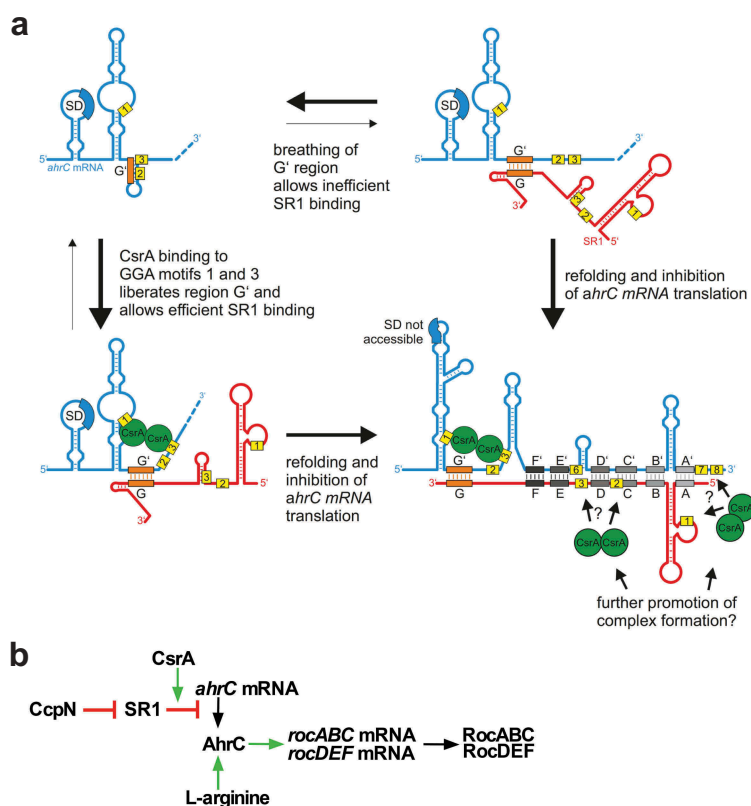 a
SD
1
3'
5'
ahrC mRNA
G'
3
2
breathing of
G' region
allows inefficient
SR1 binding
SD
1
3'
5'
G'
2
3
G
3'
3
2
1
SR1
5'
CsrA binding to
GGA motifs 1 and 3
liberates region G' and
allows efficient SR1 binding
refolding and inhibition
of ahrC mRNA translation
SD
1
CsrA
CsrA
3'
3
2
5'
G'
G
3'
3
2
1
5'
refolding and
inhibition of
ahrC mRNA
translation
SD not
accessible
1
CsrA
CsrA
3
2
5'
G'
F'
E'
6
D'
C'
B'
A'
7
8
3'
3'
G
F
E
3
D
2
C
B
A
5'
?
?
1
CsrA
CsrA
CsrA
CsrA
further promotion of
complex formation?
b
CsrA
ahrC mRNA
CcpN
SR1
AhrC
rocABC mRNA
rocDEF mRNA
RocABC
RocDEF
L-arginine